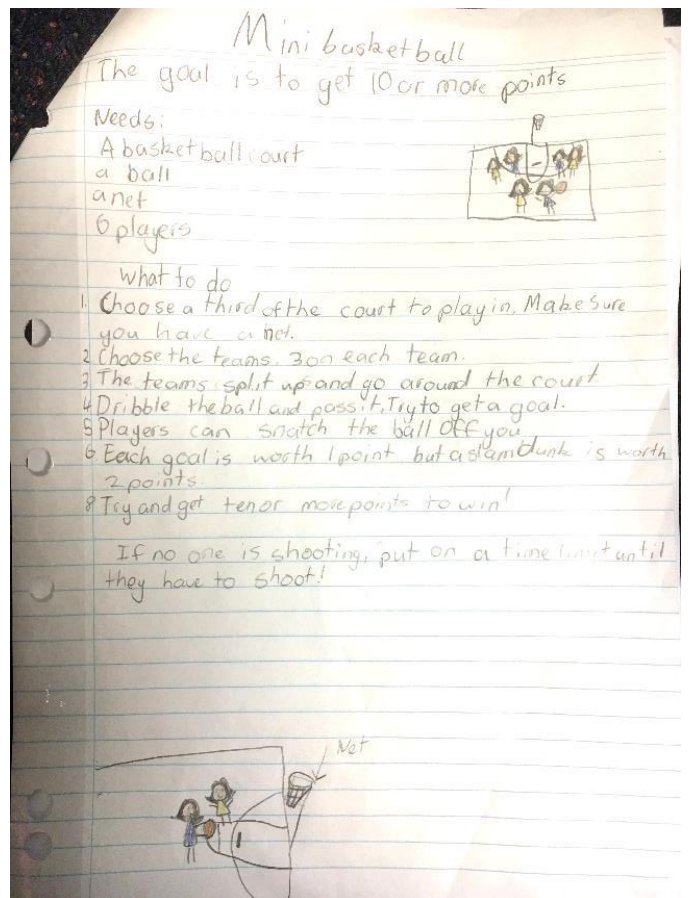 Mini basketball
The goal is to get 10 or more points
Needs:
A basketball court
a ball
a net
6 players
What to do
1. Choose a third of the court to play in. Make sure
you have a net.
2 Choose the teams. 3 on each team.
3 The teams split up and go around the court
4 Dribble the ball and pass it. Try to get a goal.
5 Players can snatch the ball off you
6 Each goal is worth 1 point but a slam dunk is worth
2 points.
8 Try and get ten or more points to win!
If no one is shooting, put on a time limit until
they have to shoot!
Net